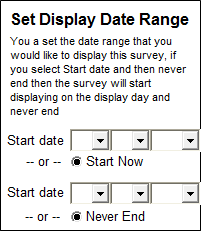 Set Display Date Range
You a set the date range that you
would like to display this survey, if
you select Start date and then never
end then the survey will start
displaying on the display day and
never end
Start date
-- or -- Start Now
Start date
-- or -- Never End